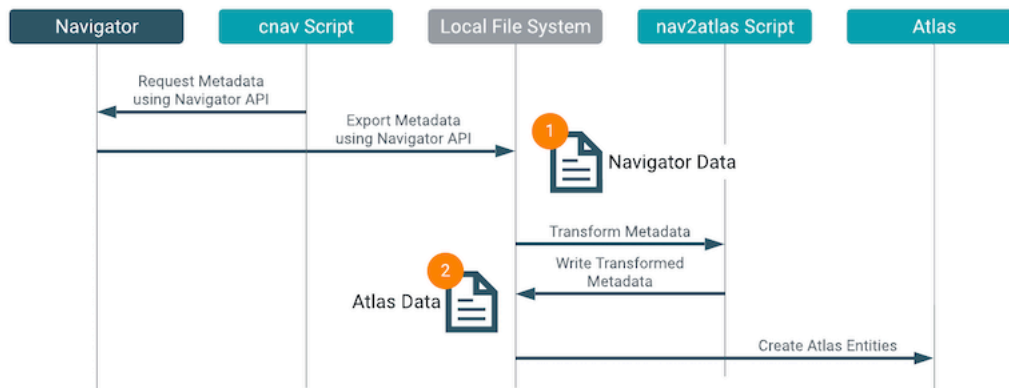 Navigator
cnav Script
Local File System
nav2atlas Script
Atlas
Request Metadata
using Navigator API
Export Metadata
using Navigator API
1
Navigator Data
Transform Metadata
Write Transformed
Metadata
2
Atlas Data
Create Atlas Entities